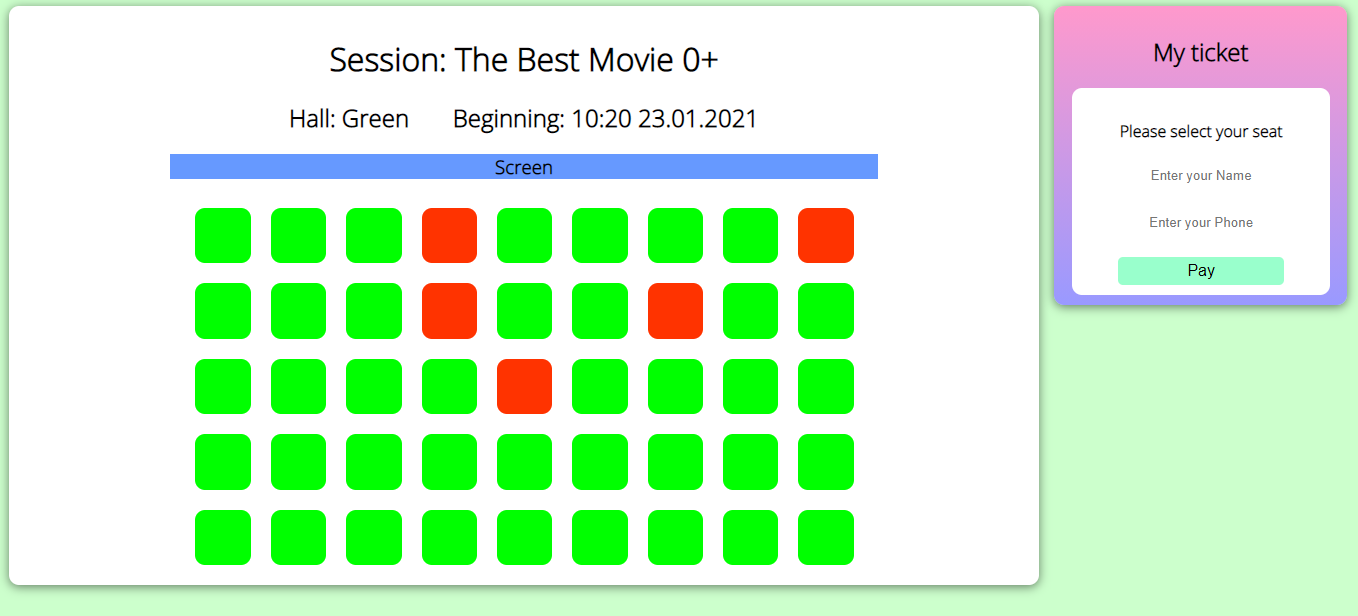 Session: The Best Movie 0+
Hall: Green Beginning: 10:20 23.01.2021
Screen
My ticket
Please select your seat
Enter your Name
Enter your Phone
Pay